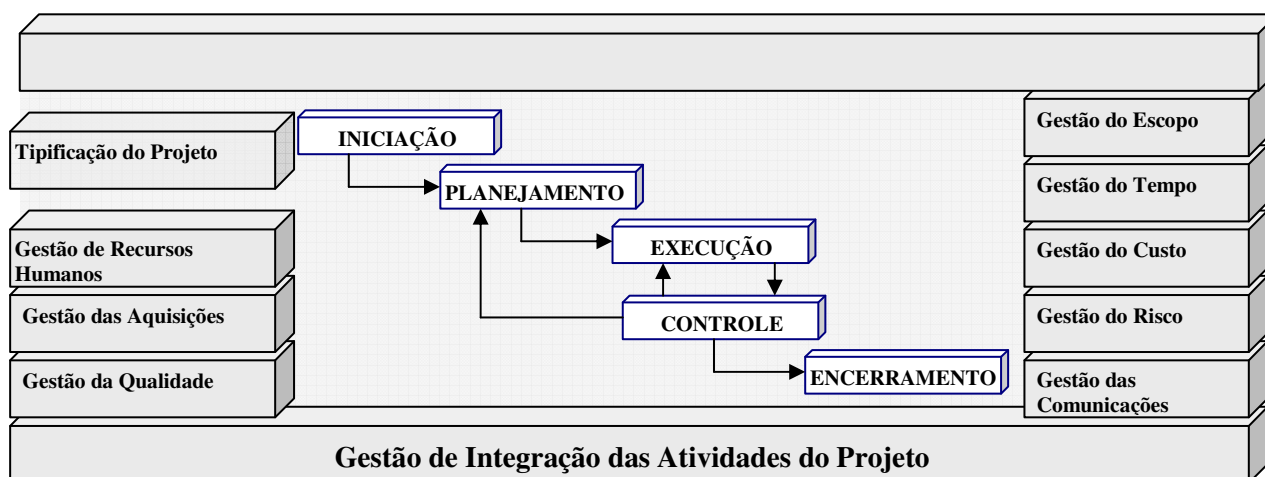 Tipificação do Projeto
Gestão de Recursos
Humanos
Gestão das Aquisições
Gestão da Qualidade
INICIAÇÃO
PLANEJAMENTO
EXECUÇÃO
CONTROLE
ENCERRAMENTO
Gestão do Escopo
Gestão do Tempo
Gestão do Custo
Gestão do Risco
Gestão das
Comunicações
Gestão de Integração das Atividades do Projeto